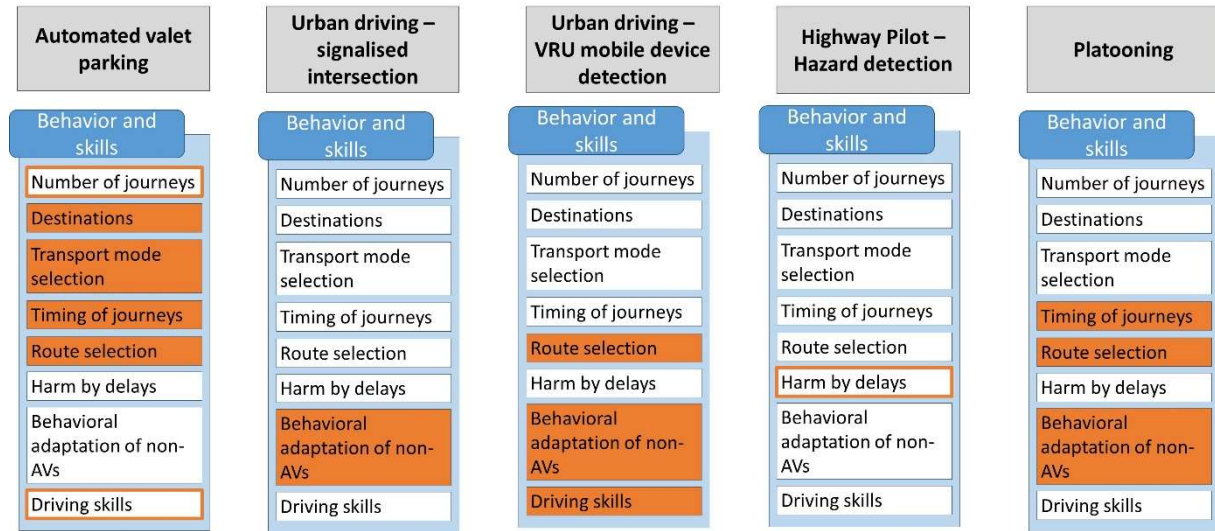 Automated valet
parking
Behavior and
skills
Number of journeys
Destinations
Transport mode
selection
Timing of journeys
Route selection
Harm by delays
Behavioral
adaptation of non-
AVs
Driving skills
Urban driving –
signalised
intersection
Behavior and
skills
Number of journeys
Destinations
Transport mode
selection
Timing of journeys
Route selection
Harm by delays
Behavioral
adaptation of non-
AVs
Driving skills
Urban driving –
VRU mobile device
detection
Behavior and
skills
Number of journeys
Destinations
Transport mode
selection
Timing of journeys
Route selection
Harm by delays
Behavioral
adaptation of non-
AVs
Driving skills
Highway Pilot –
Hazard detection
Behavior and
skills
Number of journeys
Destinations
Transport mode
selection
Timing of journeys
Route selection
Harm by delays
Behavioral
adaptation of non-
AVs
Driving skills
Platooning
Behavior and
skills
Number of journeys
Destinations
Transport mode
selection
Timing of journeys
Route selection
Harm by delays
Behavioral
adaptation of non-
AVs
Driving skills